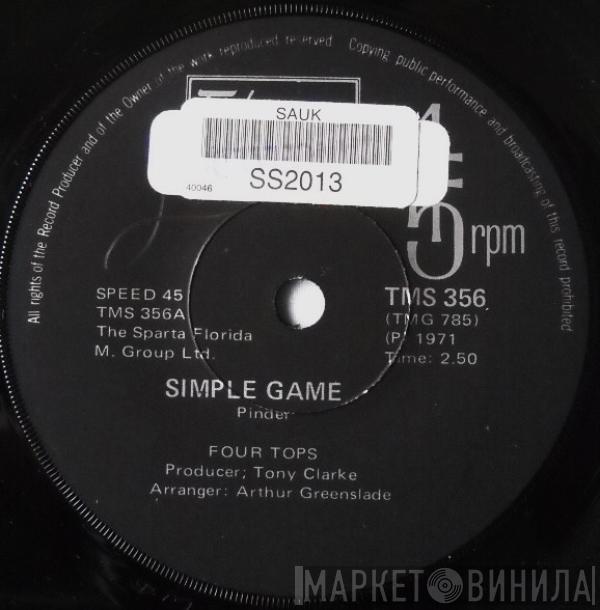 All rights of the Record Producer and of the Owner of the work reproduced reserved. Copying, public performance and broadcasting of this record prohibited
SAUK
40046
SS2013
45 rpm
SPEED 45
TMS 356A
The Sparta Florida
M. Group Ltd.
TMS 356
(TMG 785)
(P) 1971
Time: 2.50
SIMPLE GAME
Pinder
FOUR TOPS
Producer; Tony Clarke
Arranger: Arthur Greenslade
МАРКЕТ ВИНИЛА